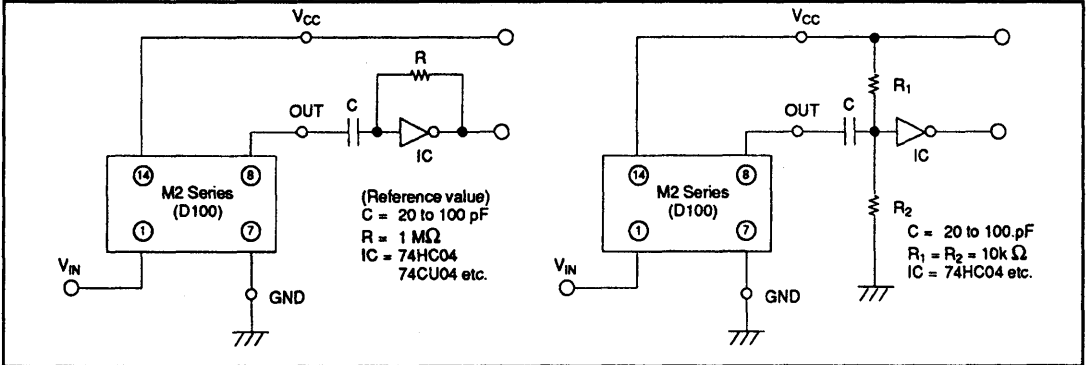 VCC
R
OUT
C
IC
14
8
M2 Series
(D100)
1
7
VIN
GND
(Reference value)
C = 20 to 100 pF
R = 1 MΩ
IC = 74HC04
74CU04 etc.
VCC
R1
OUT
C
IC
14
8
M2 Series
(D100)
1
7
R2
VIN
GND
C = 20 to 100.pF
R1 = R2 = 10k Ω
IC = 74HC04 etc.